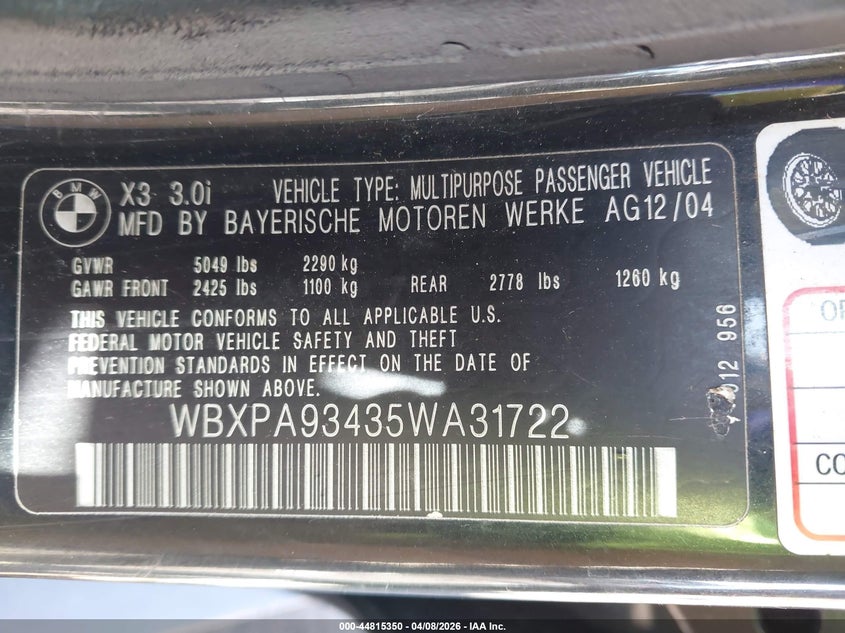 BMW
X3 3.0i VEHICLE TYPE: MULTIPURPOSE PASSENGER VEHICLE
MFD BY BAYERISCHE MOTOREN WERKE AG12/04
GVWR 5049 lbs 2290 kg
GAWR FRONT 2425 lbs 1100 kg REAR 2778 lbs 1260 kg
THIS VEHICLE CONFORMS TO ALL APPLICABLE U.S.
FEDERAL MOTOR VEHICLE SAFETY AND THEFT
PREVENTION STANDARDS IN EFFECT ON THE DATE OF
MANUFACTURE SHOWN ABOVE.
WBXPA93435WA31722
012 956
CO
000-44815350 - 04/08/2026 - IAA Inc.